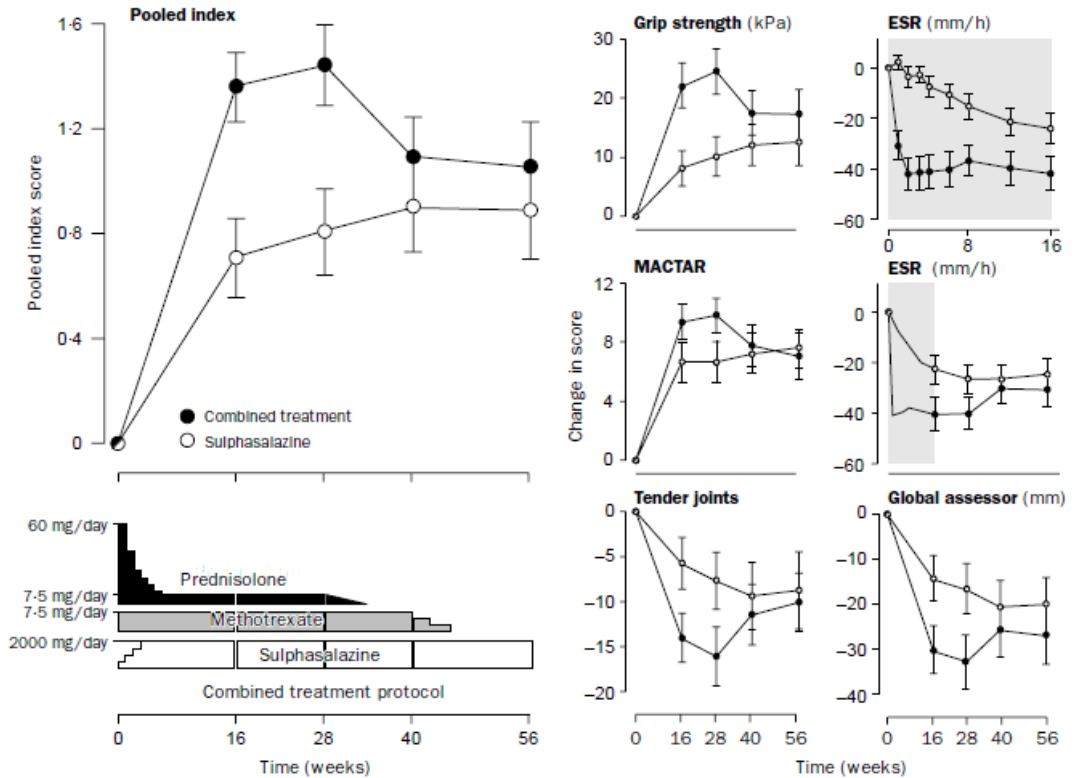 Pooled index
1·6
1·2
0·8
0·4
0
Pooled index score
Combined treatment
Sulphasalazine
60 mg/day
7·5 mg/day
7·5 mg/day
2000 mg/day
Prednisolone
Methotrexate
Sulphasalazine
Combined treatment protocol
0 16 28 40 56
Time (weeks)
Change in score
Grip strength (kPa)
30
20
10
0
ESR (mm/h)
0
–20
–40
–60
0 8 16
MACTAR
12
8
4
0
ESR (mm/h)
0
–20
–40
–60
Tender joints
0
–5
–10
–15
–20
0 16 28 40 56
Global assessor (mm)
0
–10
–20
–30
–40
0 16 28 40 56
Time (weeks)